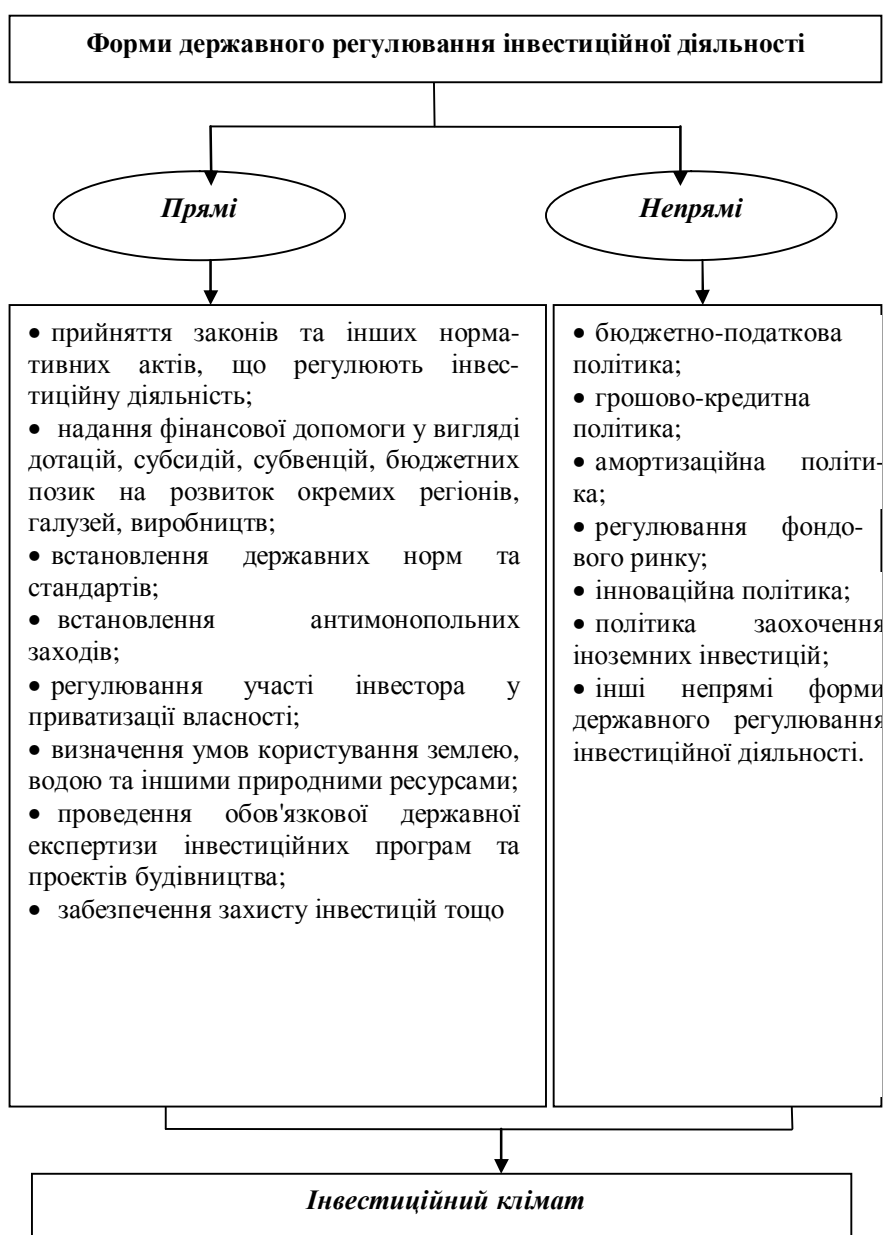 Форми державного регулювання інвестиційної діяльності
Прямі
Непрямі
• прийняття законів та інших норма-
тивних актів, що регулюють інвес-
тиційну діяльність;
• надання фінансової допомоги у вигляді
дотацій, субсидій, субвенцій, бюджетних
позик на розвиток окремих регіонів,
галузей, виробництв;
• встановлення державних норм та
стандартів;
• встановлення антимонопольних
заходів;
• регулювання участі інвестора у
приватизації власності;
• визначення умов користування землею,
водою та іншими природними ресурсами;
• проведення обов'язкової державної
експертизи інвестиційних програм та
проектів будівництва;
• забезпечення захисту інвестицій тощо
• бюджетно-податкова
політика;
• грошово-кредитна
політика;
• амортизаційна політи-
ка;
• регулювання фондо-
вого ринку;
• інноваційна політика;
• політика заохочення
іноземних інвестицій;
• інші непрямі форми
державного регулювання
інвестиційної діяльності.
Інвестиційний клімат